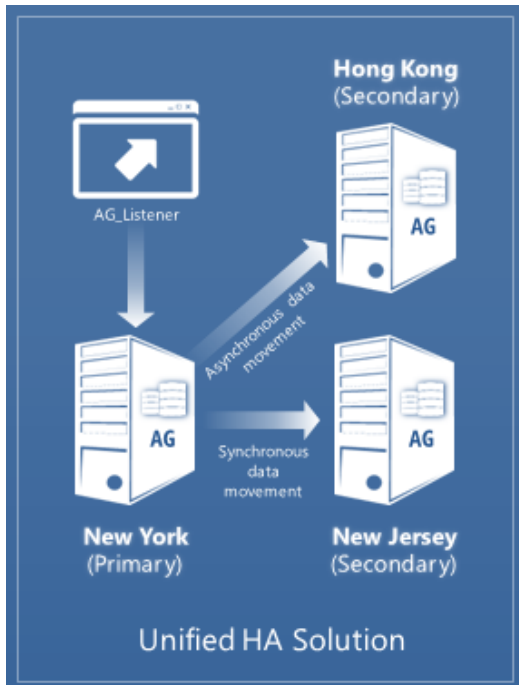 Hong Kong
(Secondary)
AG_Listener
AG
Asynchronous data
movement
AG
AG
Synchronous
data
movement
New York
(Primary)
New Jersey
(Secondary)
Unified HA Solution